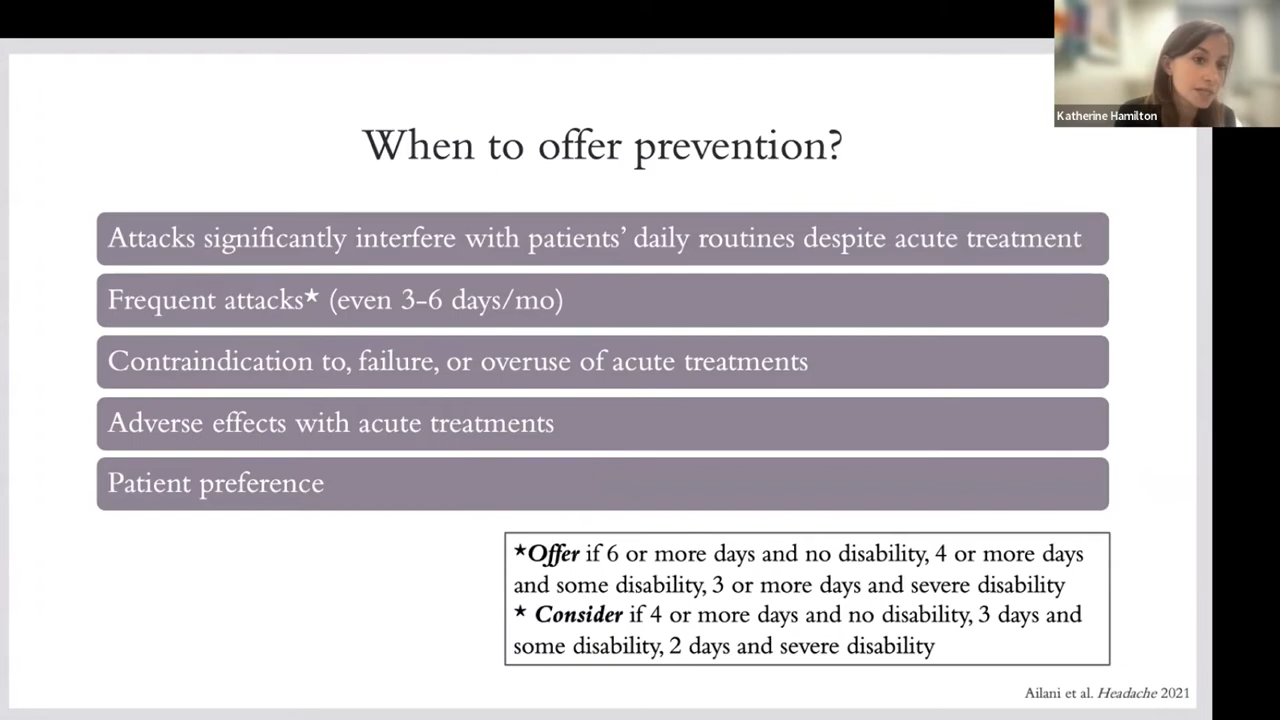 Katherine Hamilton
When to offer prevention?
Attacks significantly interfere with patients’ daily routines despite acute treatment
Frequent attacks★ (even 3-6 days/mo)
Contraindication to, failure, or overuse of acute treatments
Adverse effects with acute treatments
Patient preference
★Offer if 6 or more days and no disability, 4 or more days
and some disability, 3 or more days and severe disability
★ Consider if 4 or more days and no disability, 3 days and
some disability, 2 days and severe disability
Ailani et al. Headache 2021